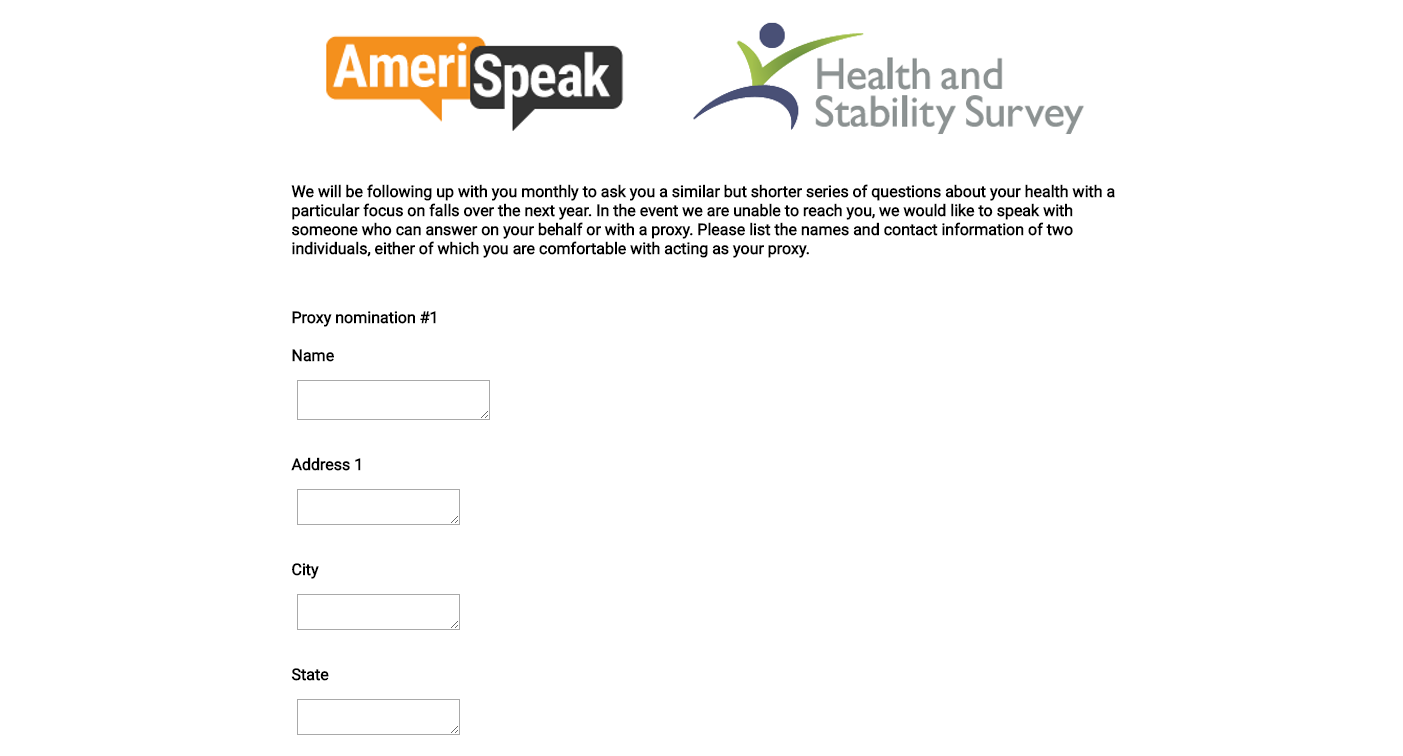 AmeriSpeak
Health and
Stability Survey
We will be following up with you monthly to ask you a similar but shorter series of questions about your health with a
particular focus on falls over the next year. In the event we are unable to reach you, we would like to speak with
someone who can answer on your behalf or with a proxy. Please list the names and contact information of two
individuals, either of which you are comfortable with acting as your proxy.
Proxy nomination #1
Name
Address 1
City
State